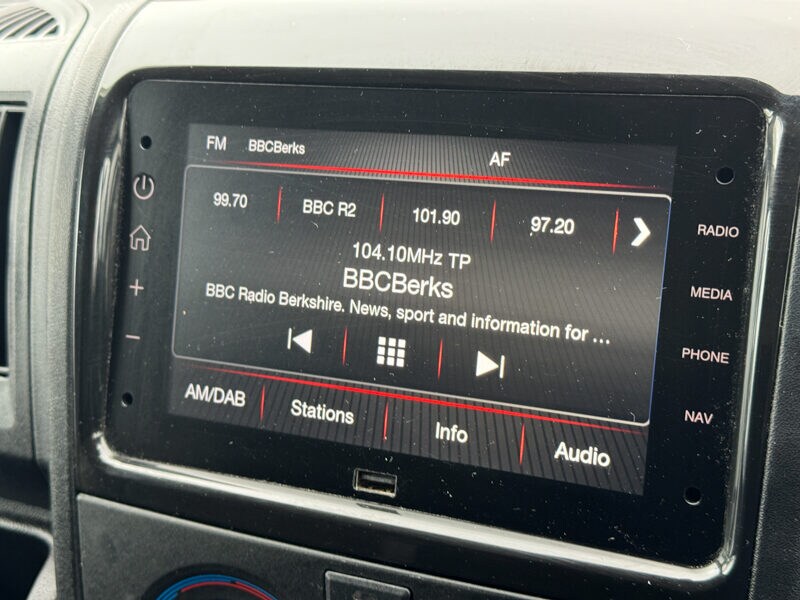 FM BBCBerks AF
99.70 BBC R2 101.90 97.20
104.10MHz TP
BBCBerks
BBC Radio Berkshire. News, sport and information for ...
AM/DAB Stations Info Audio
RADIO
MEDIA
PHONE
NAV